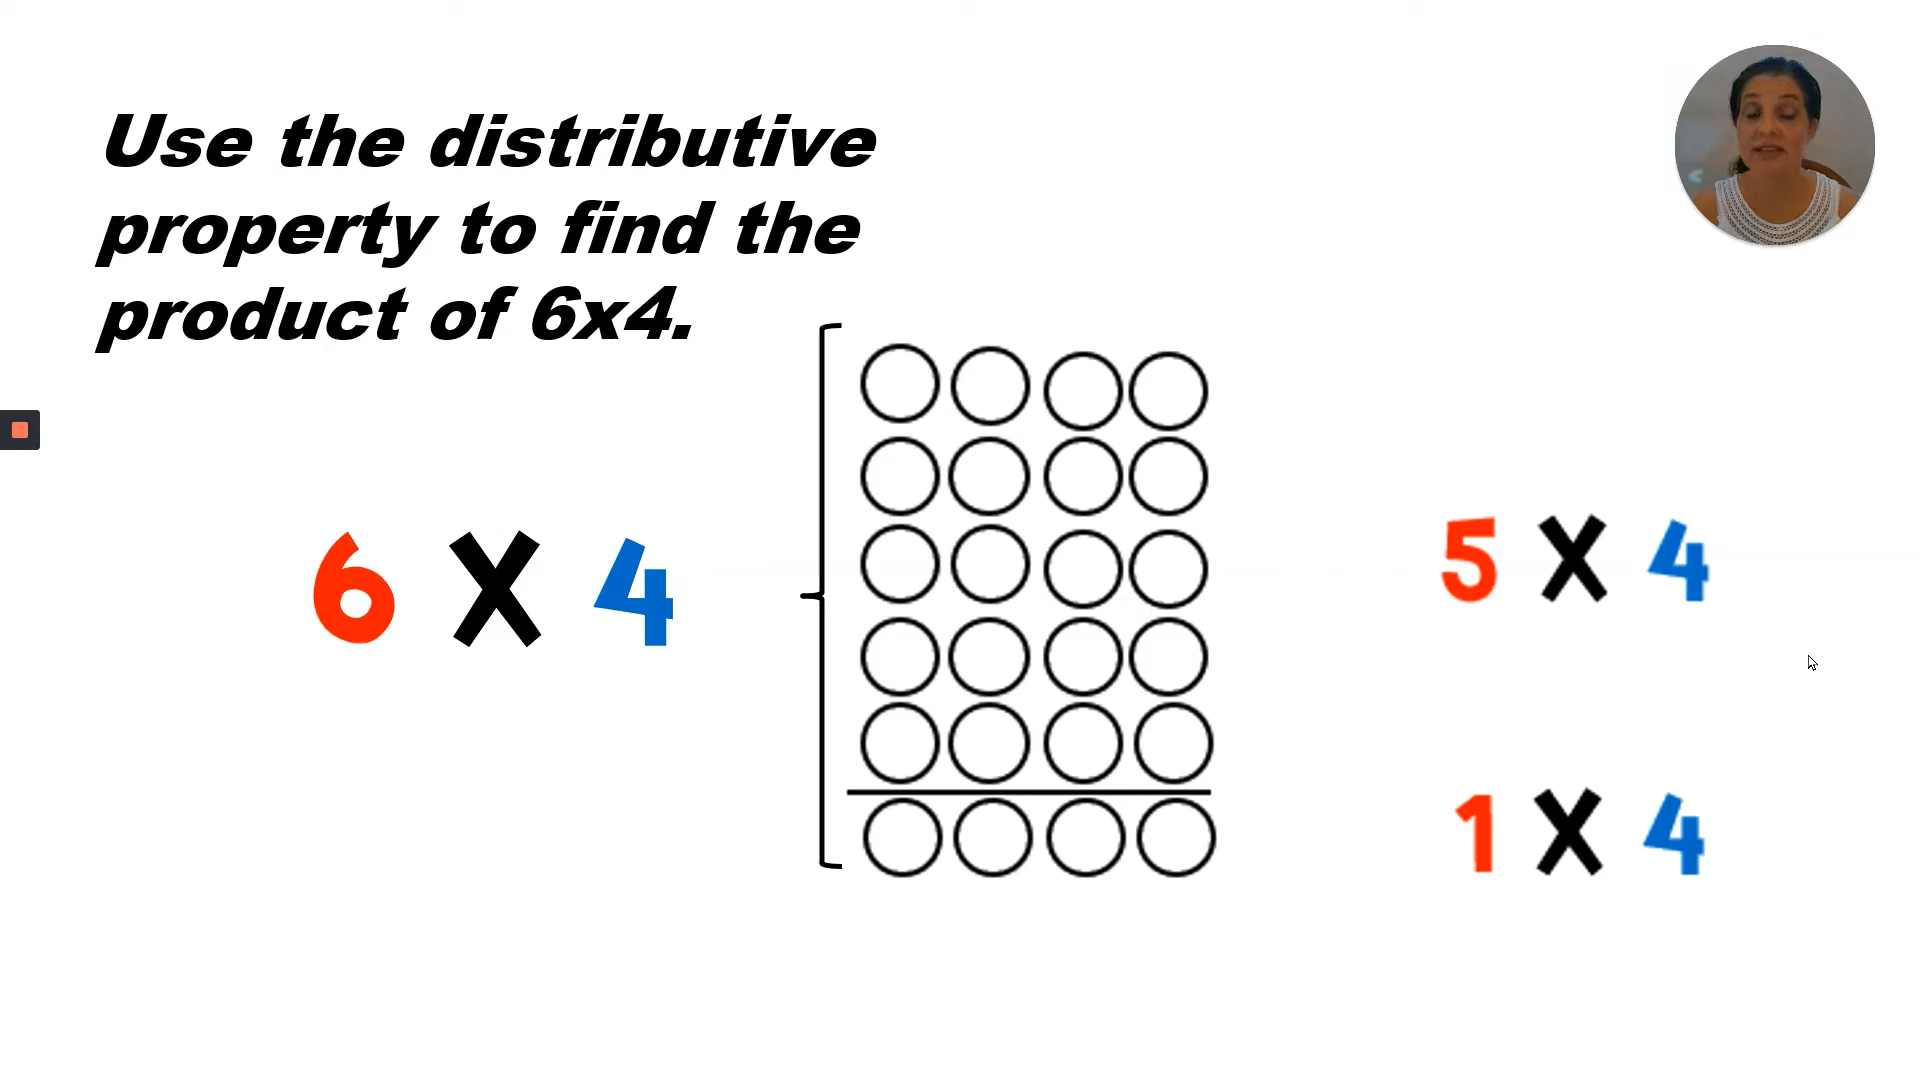 Use the distributive
property to find the
product of 6x4.
6 X 4
5 X 4
1 X 4